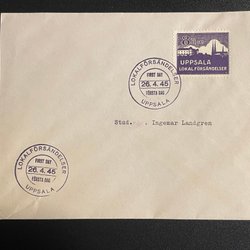 UPPSALA
LOKALFÖRSÄNDELSER
LOKALFÖRSÄNDELSER
FIRST DAY
26. 4. 45
FÖRSTA DAG
UPPSALA
Stud. Ingemar Landgren
LOKALFÖRSÄNDELSER
FIRST DAY
26. 4. 45
FÖRSTA DAG
UPPSALA